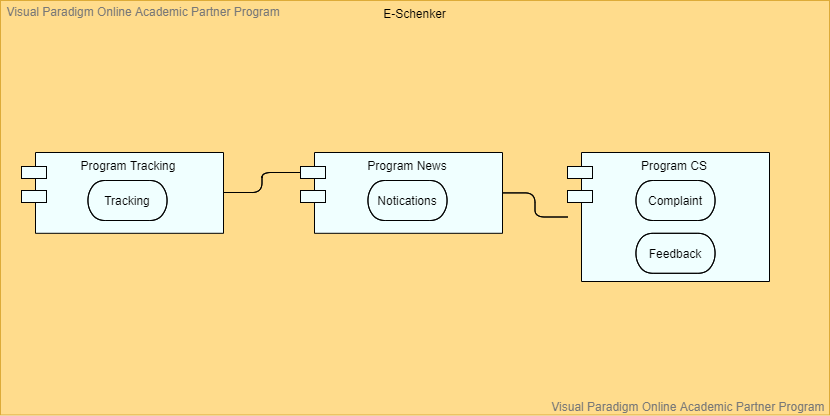 Visual Paradigm Online Academic Partner Program
E-Schenker
Program Tracking
Tracking
Program News
Notications
Program CS
Complaint
Feedback
Visual Paradigm Online Academic Partner Program